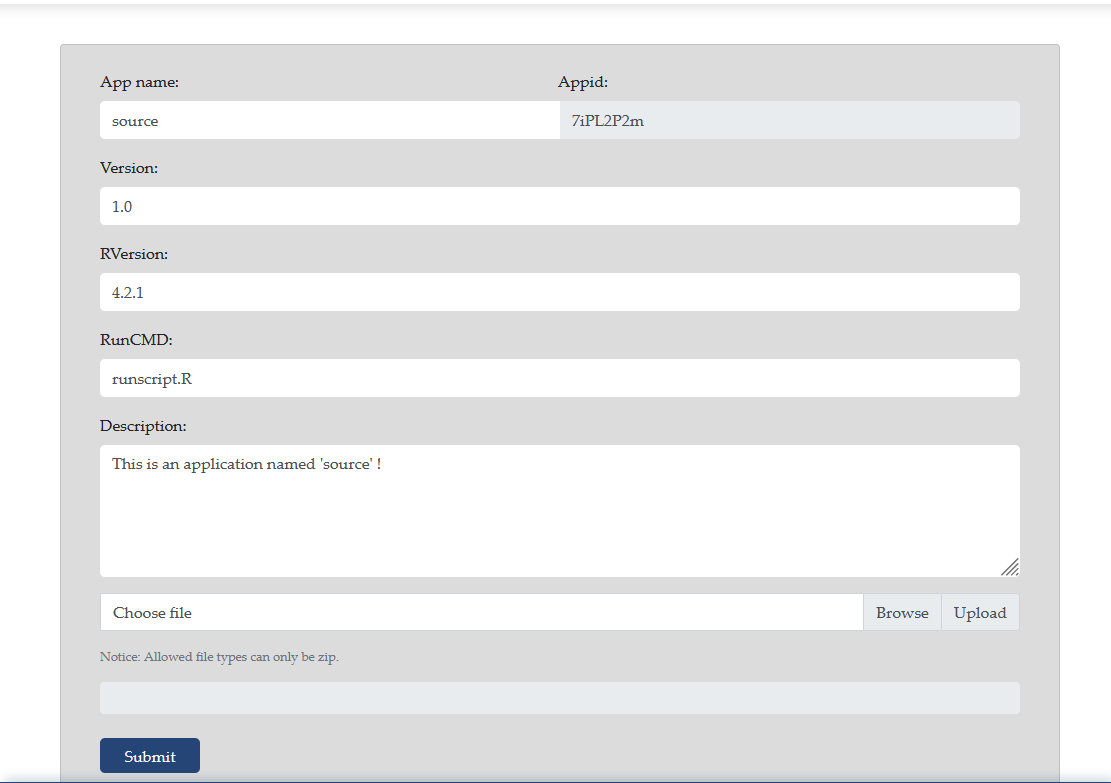 App name:
Appid:
source
7iPL2P2m
Version:
1.0
RVersion:
4.2.1
RunCMD:
runscript.R
Description:
This is an application named 'source' !
Choose file
Browse
Upload
Notice: Allowed file types can only be zip.
Submit